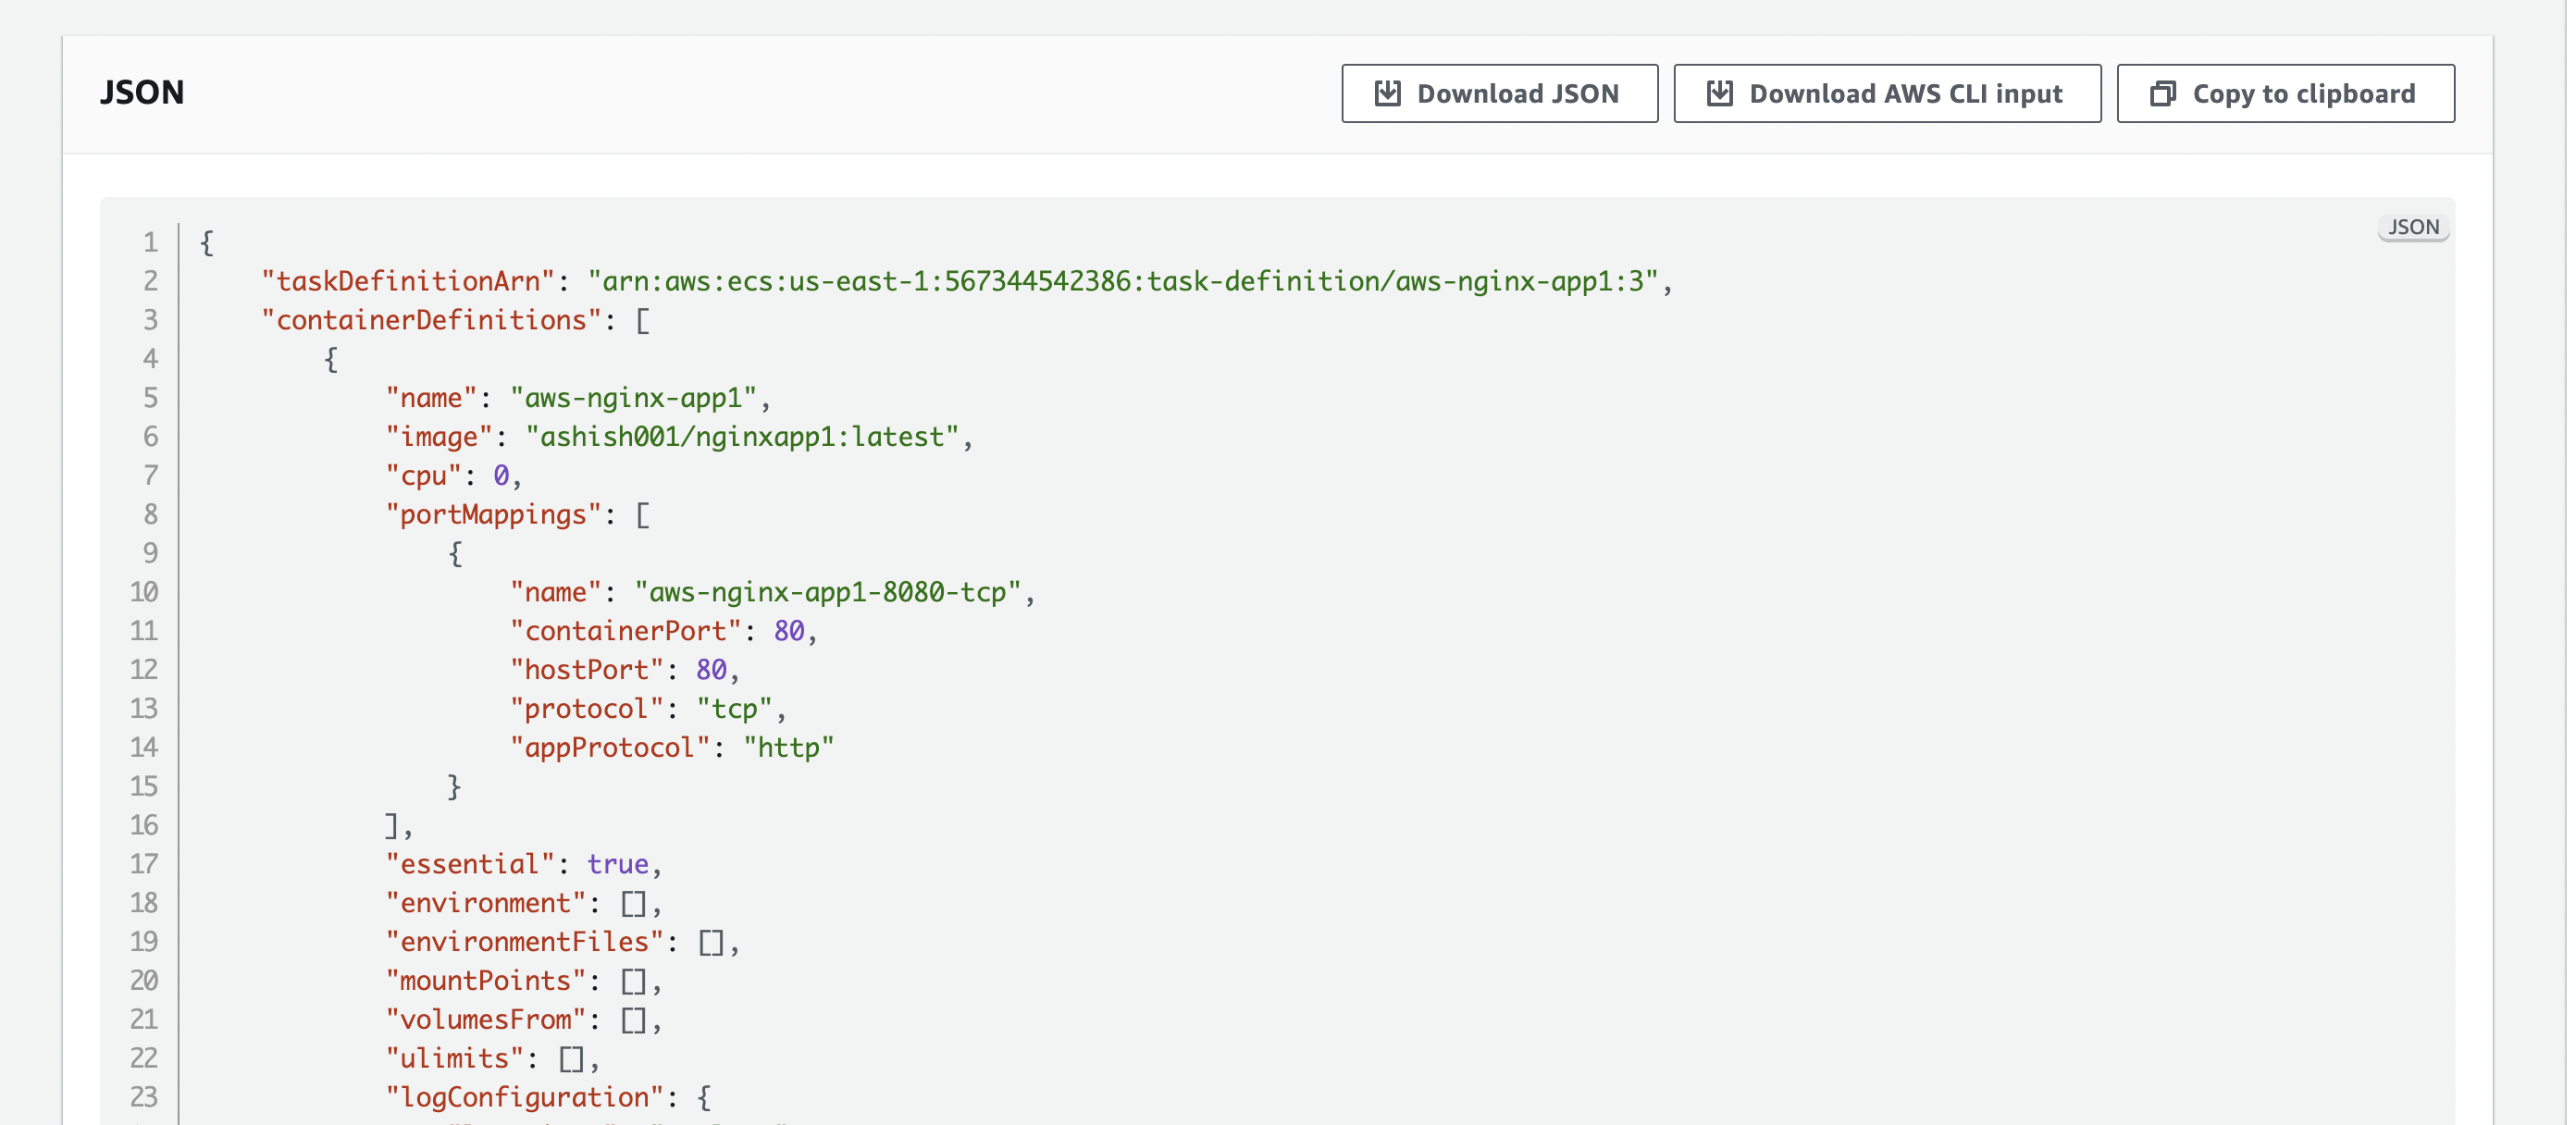 JSON
Download JSON
Download AWS CLI input
Copy to clipboard
JSON
1 {
2 "taskDefinitionArn": "arn:aws:ecs:us-east-1:567344542386:task-definition/aws-nginx-app1:3",
3 "containerDefinitions": [
4 {
5 "name": "aws-nginx-app1",
6 "image": "ashish001/nginxapp1:latest",
7 "cpu": 0,
8 "portMappings": [
9 {
10 "name": "aws-nginx-app1-8080-tcp",
11 "containerPort": 80,
12 "hostPort": 80,
13 "protocol": "tcp",
14 "appProtocol": "http"
15 }
16 ],
17 "essential": true,
18 "environment": [],
19 "environmentFiles": [],
20 "mountPoints": [],
21 "volumesFrom": [],
22 "ulimits": [],
23 "logConfiguration": {